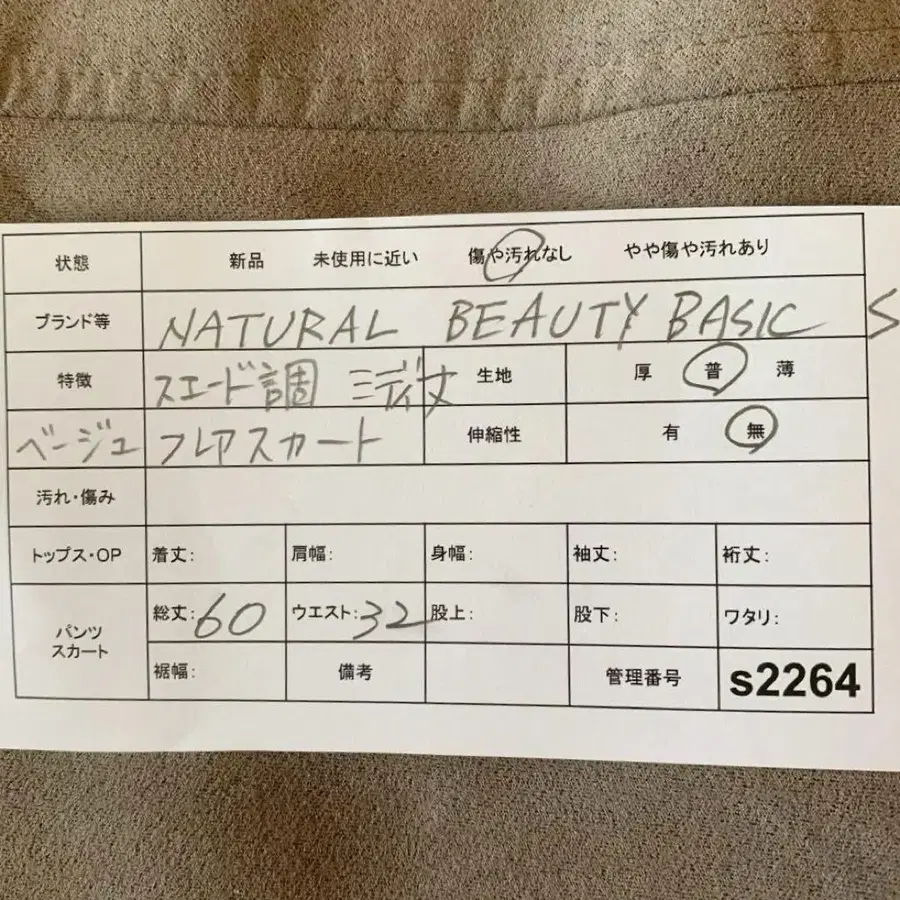 状態 新品 未使用に近い 傷や汚れなし やや傷や汚れあり
ブランド等 NATURAL BEAUTY BASIC S
特徴 スエード調 ミディ丈 生地 厚 普 薄
ベージュ フレアスカート 伸縮性 有 無
汚れ・傷み
トップス・OP 着丈: 肩幅: 身幅: 袖丈: 裄丈:
パンツ スカート 総丈: 60 ウエスト: 32 股上: 股下: ワタリ:
裾幅: 備考 管理番号 s2264